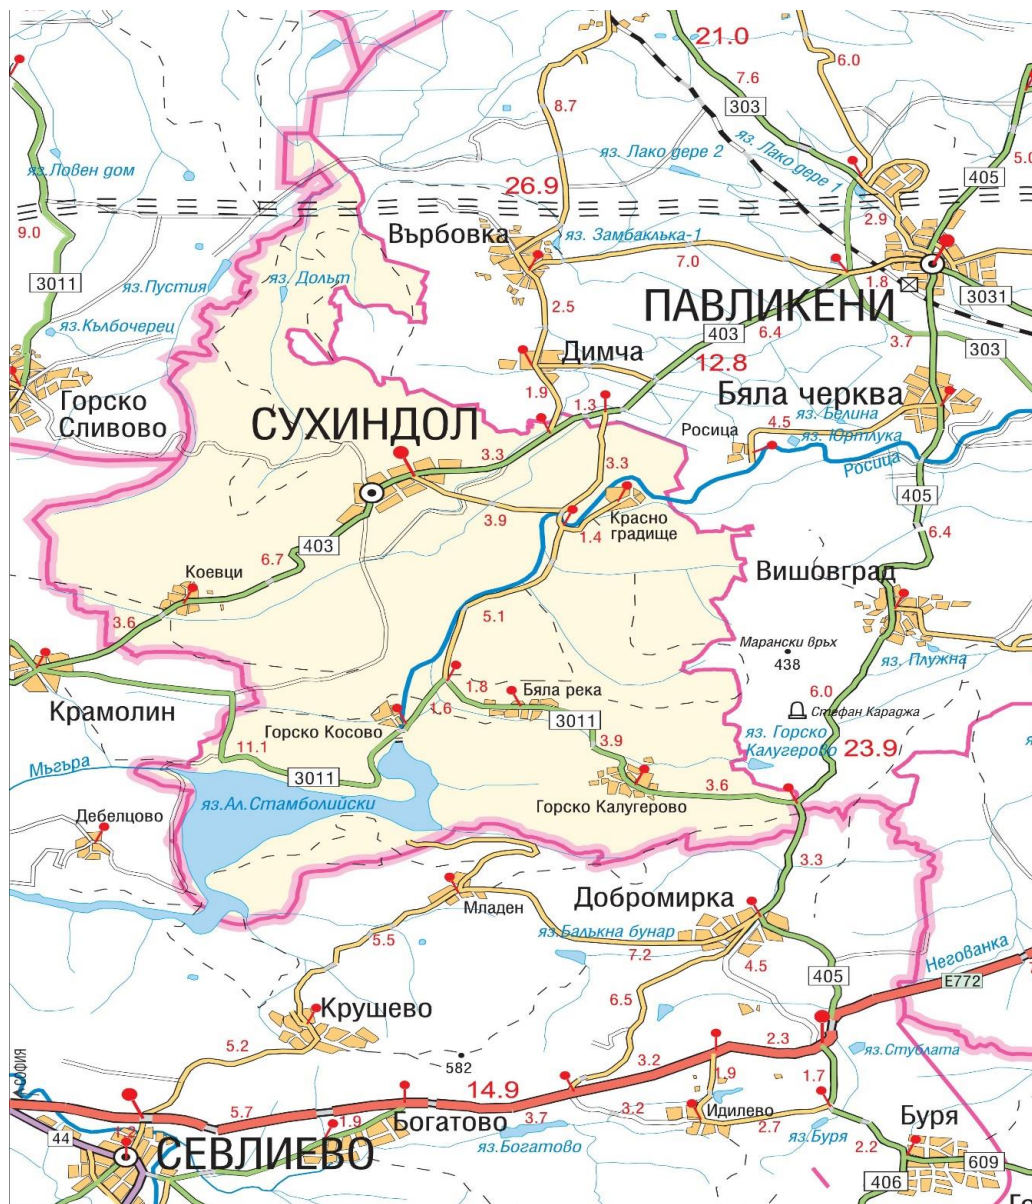 21.0
6.0
7.6
8.7
303
яз. Лако дере 2
яз. Лако дере 1
яз.Ловен дом
405
5.0
26.9
2.9
9.0
Върбовка
яз. Замбакълка-1
3011
яз.Пустия
яз. Долът
7.0
1.8
2.5
ПАВЛИКЕНИ
3031
яз.Кълбочерец
403
6.4
3.7
303
Димча
12.8
Горско
Сливово
1.9
1.3
Бяла черква
СУХИНДОЛ
4.5
яз. Белина
яз. Юртлука
Росица
Росица
3.3
3.3
405
3.9
Красно
градище
1.4
6.4
403
6.7
Коевци
Вишовград
3.6
5.1
Марански връх
438
яз. Плужна
Крамолин
1.8
Бяла река
1.6
6.0
Горско Косово
3011
Стефан Караджа
11.1
3.9
яз. Горско
Калугерово
23.9
Мъгъра
3011
яз.Ал.Стамболийски
Горско Калугерово
3.6
Дебелцово
3.3
Младен
Добромирка
5.5
яз.Балъкна бунар
7.2
4.5
Негованка
405
E772
6.5
Крушево
5.2
2.3
3.2
582
яз.Стублата
СОФИЯ
1.9
1.7
14.9
5.7
1.9
Богатово
3.7
3.2
Идилево
Буря
44
СЕВЛИЕВО
яз.Богатово
2.7
яз.Буря
2.2
609
406